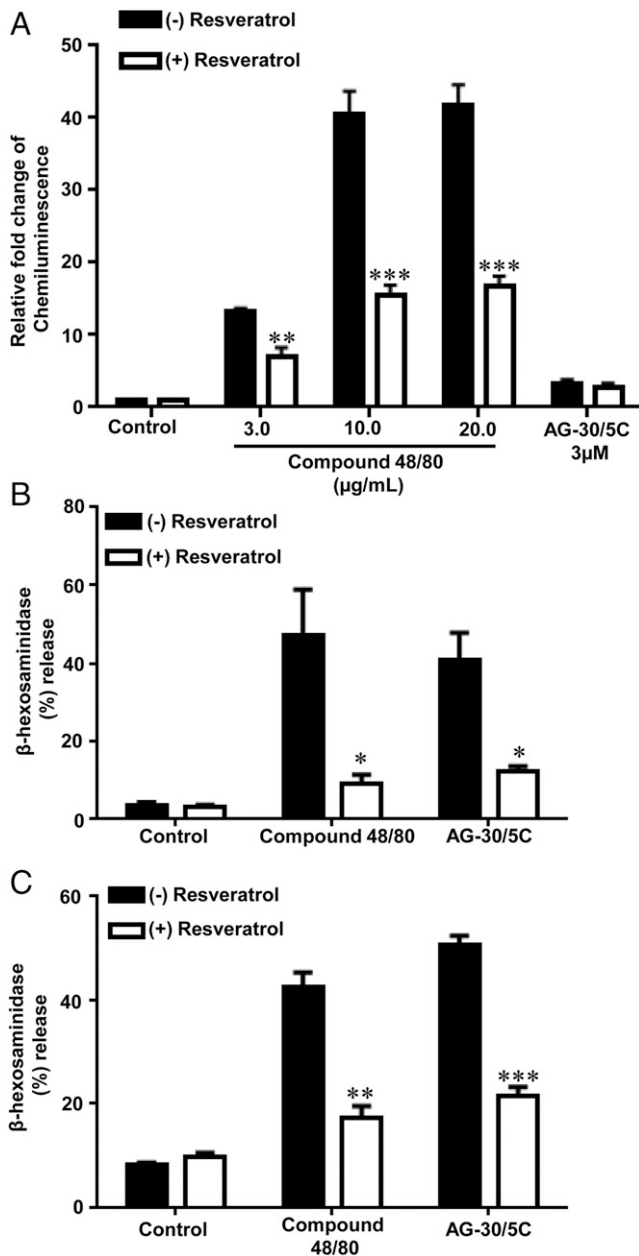 A
(-) Resveratrol
(+) Resveratrol
Relative fold change of
Chemiluminescence
50
40
30
20
10
0
**
***
***
Control
3.0
10.0
20.0
AG-30/5C
3µM
Compound 48/80
(µg/mL)
B
(-) Resveratrol
(+) Resveratrol
β-hexosaminidase
(%) release
80
60
40
20
0
*
*
Control
Compound 48/80
AG-30/5C
C
(-) Resveratrol
(+) Resveratrol
β-hexosaminidase
(%) release
60
40
20
0
**
***
Control
Compound
48/80
AG-30/5C